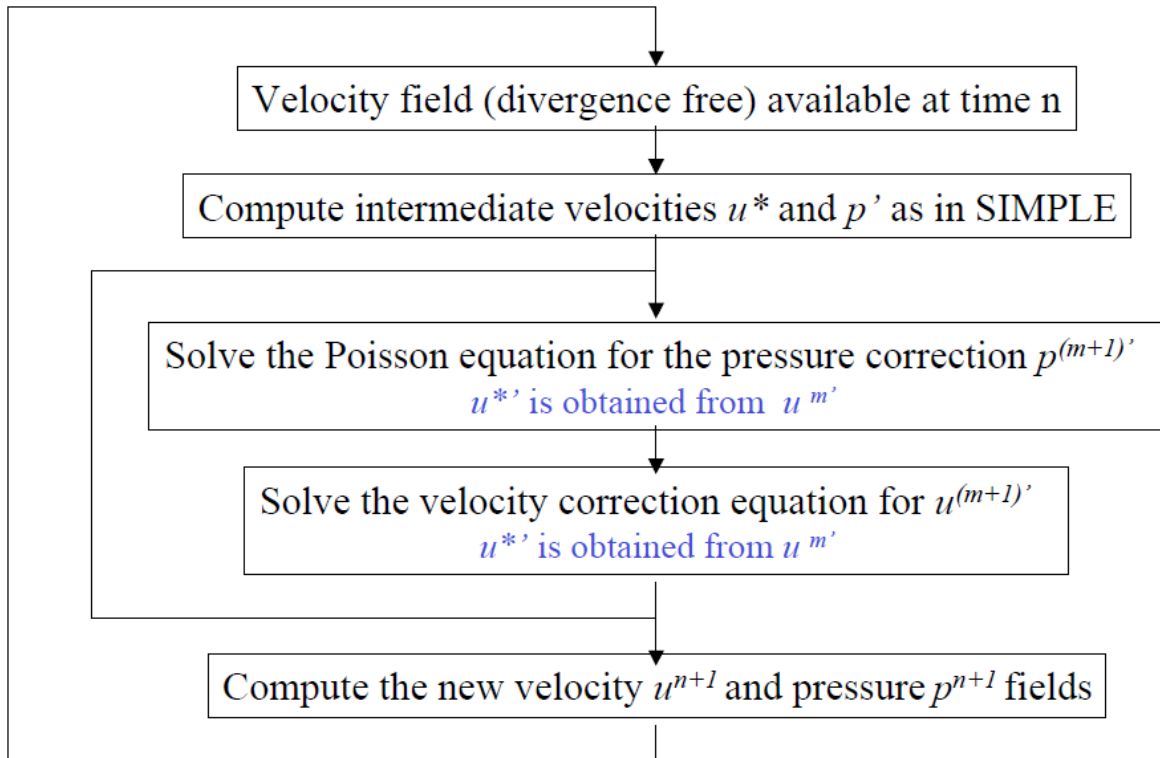 Velocity field (divergence free) available at time n
Compute intermediate velocities u* and p’ as in SIMPLE
Solve the Poisson equation for the pressure correction p(m+1)’
u*’ is obtained from u m’
Solve the velocity correction equation for u(m+1)’
u*’ is obtained from u m’
Compute the new velocity un+1 and pressure pn+1 fields